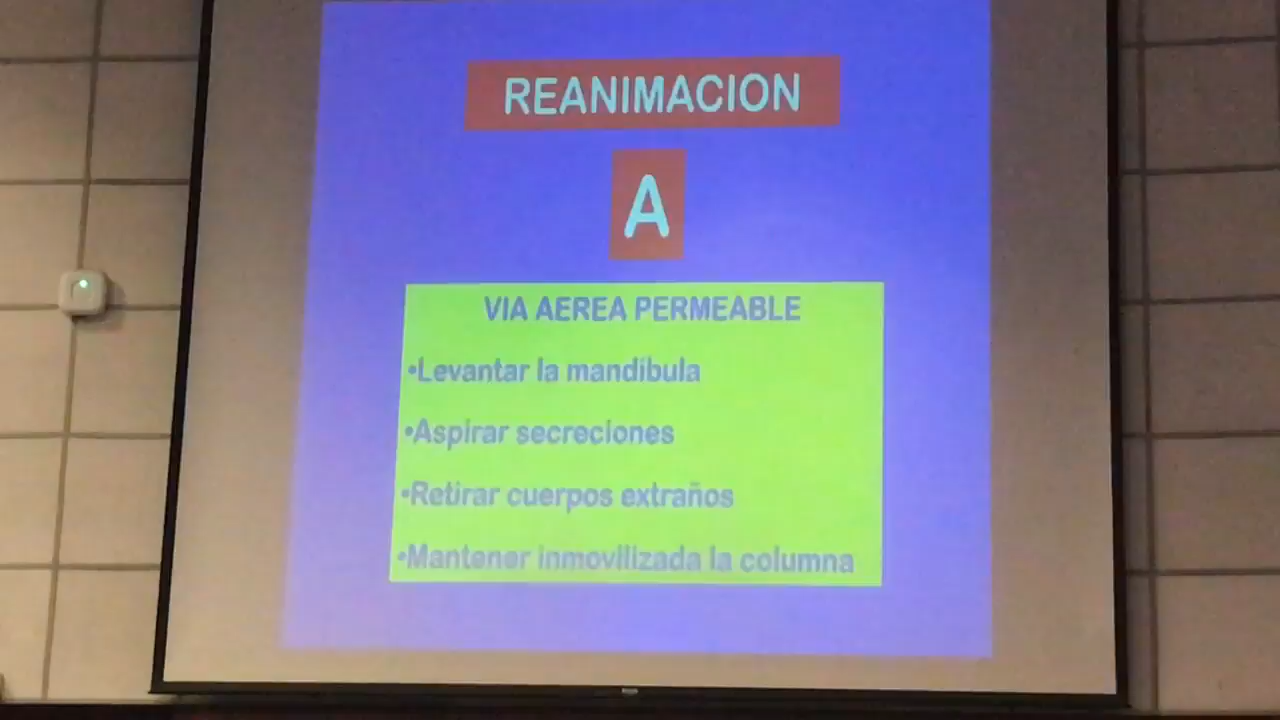 REANIMACION
A
VIA AEREA PERMEABLE
•Levantar la mandibula
•Aspirar secreciones
•Retirar cuerpos extraños
•Mantener inmovilizada la columna